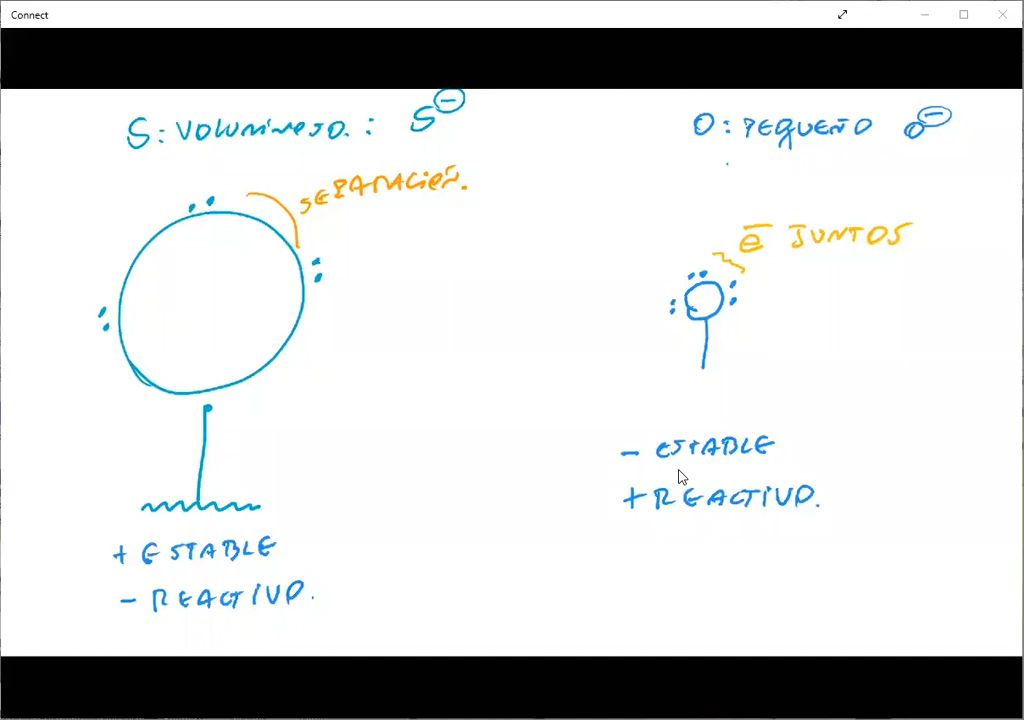 Connect
S: VOLUMINOSO. : S⊖
O: PEQUEÑO O⊖
SEPARACIÓN.
e̅ JUNTOS
- ESTABLE
+ REACTIVO.
+ ESTABLE
- REACTIVO.